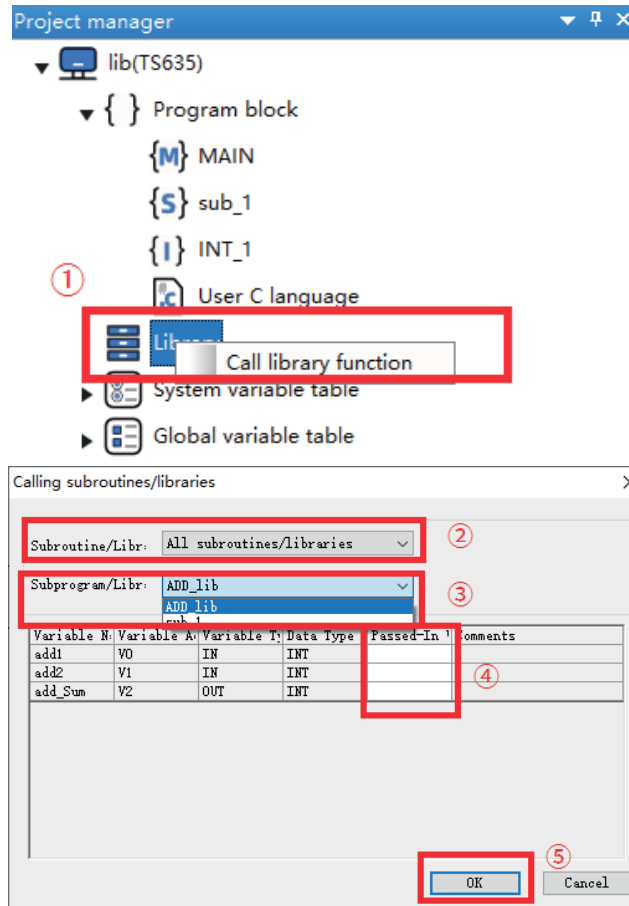 Project manager
lib(TS635)
{ } Program block
{M} MAIN
{S} sub_1
{I} INT_1
①
.c User C language
Call library function
System variable table
Global variable table
Calling subroutines/libraries
Subroutine/Libr: All subroutines/libraries ②
Subprogram/Libr: ADD_lib ③
ADD_lib
sub_1
Variable N Variable A Variable T Data Type Passed-In Comments
add1 V0 IN INT
add2 V1 IN INT ④
add_Sum V2 OUT INT
⑤
OK Cancel